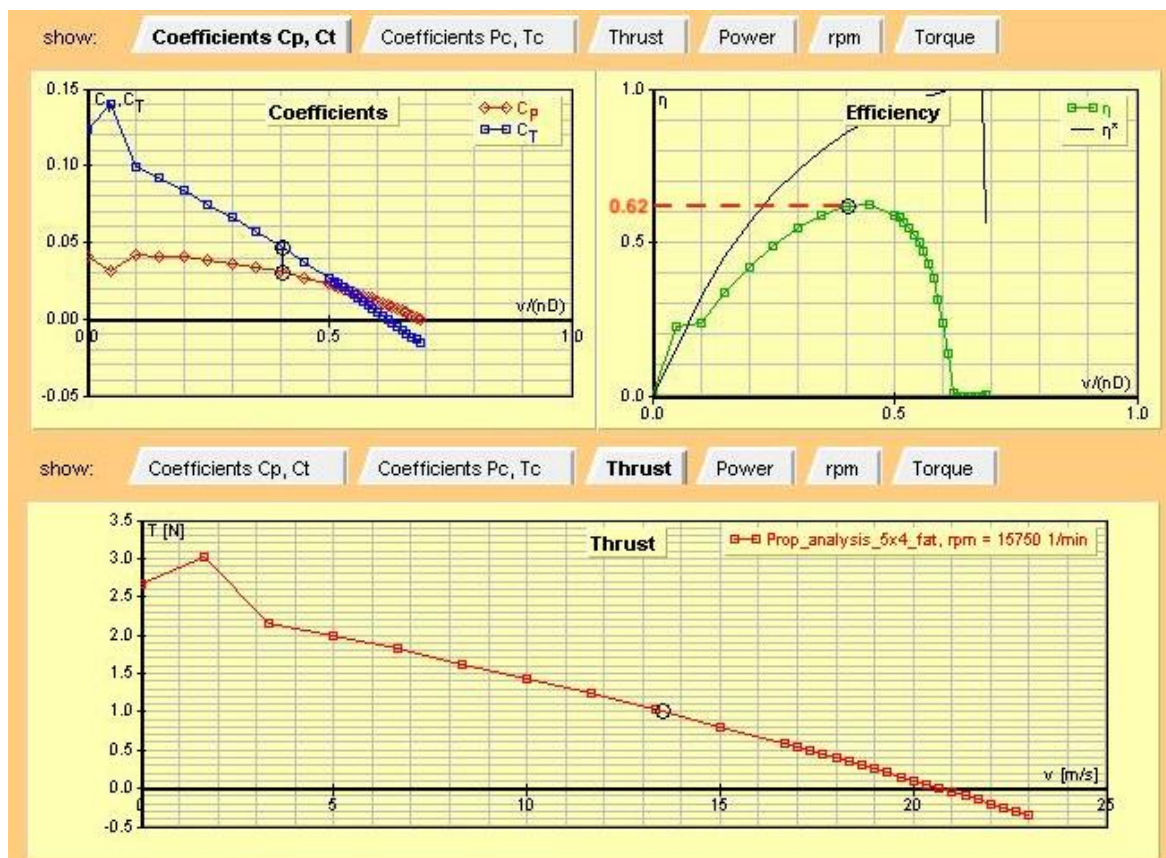 show: Coefficients Cp, Ct Coefficients Pc, Tc Thrust Power rpm Torque
0.15 C , C_T Coefficients C_P
C_T
0.10
0.05
v/(nD)
0.00
0.0 0.5 1.0
-0.05
1.0 η Efficiency η
η*
0.62
0.5
v/(nD)
0.0
0.0 0.5 1.0
show: Coefficients Cp, Ct Coefficients Pc, Tc Thrust Power rpm Torque
3.5 T [N] Thrust Prop_analysis_5x4_fat, rpm = 15750 1/min
3.0
2.5
2.0
1.5
1.0
0.5
0.0 v [m/s]
0 5 10 15 20 25
-0.5